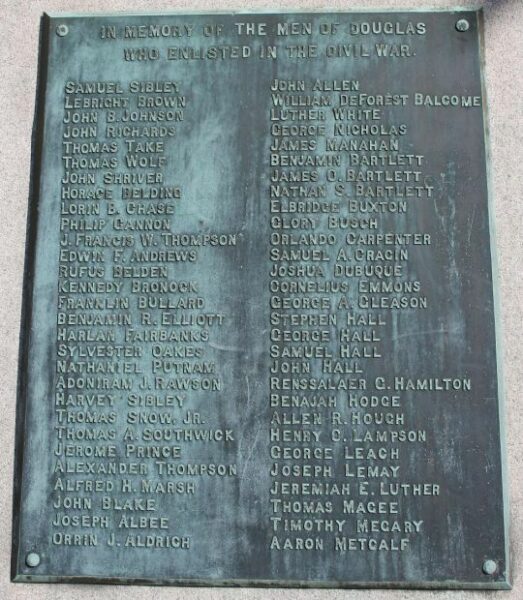 IN MEMORY OF THE MEN OF DOUGLAS
WHO ENLISTED IN THE CIVIL WAR.
SAMUEL SIBLEY
LEBRIGHT BROWN
JOHN B. JOHNSON
JOHN RICHARDS
THOMAS TAKE
THOMAS WOLF
JOHN SHRIVER
HORACE BELDING
LORIN B. CHASE
PHILIP GANNON
J. FRANCIS W. THOMPSON
EDWIN F. ANDREWS
RUFUS BELDEN
KENNEDY BRONOCK
FRANKLIN BULLARD
BENJAMIN R. ELLIOTT
HARLAN FAIRBANKS
SYLVESTER OAKES
NATHANIEL PUTNAM
ADONIRAM J. RAWSON
HARVEY SIBLEY
THOMAS SNOW, JR.
THOMAS A. SOUTHWICK
JEROME PRINCE
ALEXANDER THOMPSON
ALFRED H. MARSH
JOHN BLAKE
JOSEPH ALBEE
ORRIN J. ALDRICH
JOHN ALLEN
WILLIAM DEFOREST BALCOME
LUTHER WHITE
GEORGE NICHOLAS
JAMES MANAHAN
BENJAMIN BARTLETT
JAMES O. BARTLETT
NATHAN S. BARTLETT
ELBRIDGE BUXTON
GLORY BUSCH
ORLANDO CARPENTER
SAMUEL A. CRAGIN
JOSHUA DUBUQUE
CORNELIUS EMMONS
GEORGE A. GLEASON
STEPHEN HALL
GEORGE HALL
SAMUEL HALL
JOHN HALL
RENSSALAER G. HAMILTON
BENAJAH HODGE
ALLEN R. HOUGH
HENRY C. LAMPSON
GEORGE LEACH
JOSEPH LEMAY
JEREMIAH E. LUTHER
THOMAS MAGEE
TIMOTHY MEGARY
AARON METCALF